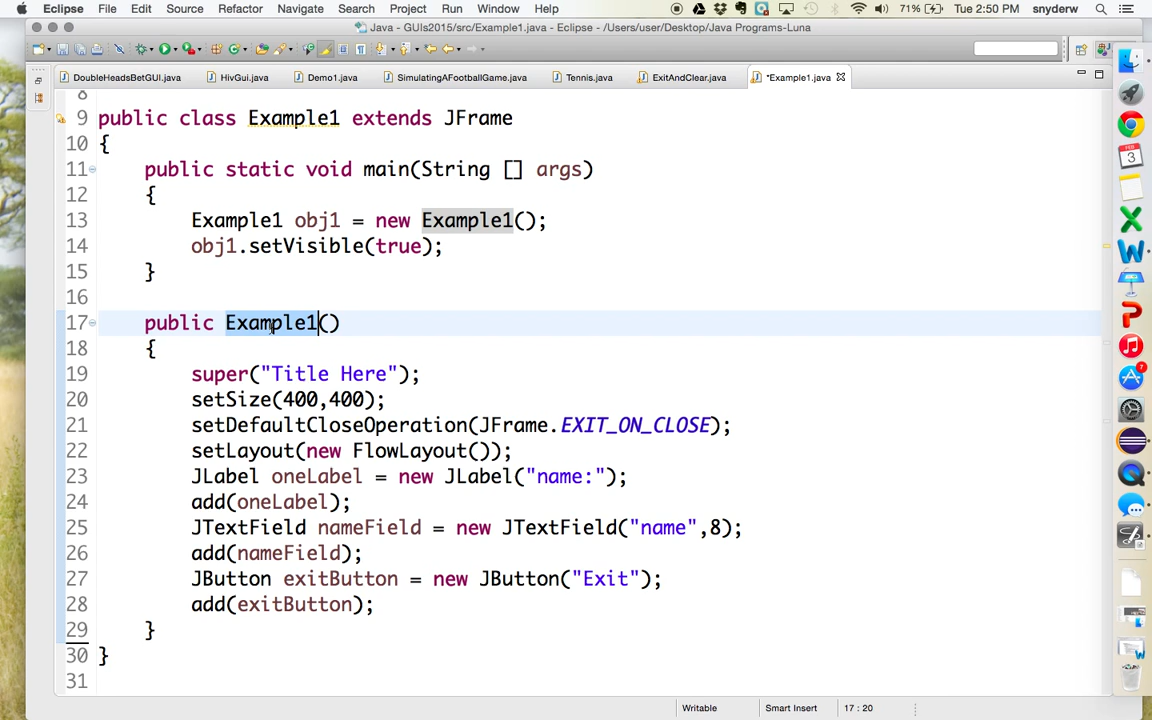 Eclipse File Edit Source Refactor Navigate Search Project Run Window Help 71% Tue 2:50 PM snyderw
Java - GUIs2015/src/Example1.java - Eclipse - /Users/user/Desktop/Java Programs-Luna
DoubleHeadsBetGUI.java HivGui.java Demo1.java SimulatingAFootballGame.java Tennis.java ExitAndClear.java *Example1.java
8
9 public class Example1 extends JFrame
10 {
11 public static void main(String [] args)
12 {
13 Example1 obj1 = new Example1();
14 obj1.setVisible(true);
15 }
16
17 public Example1()
18 {
19 super("Title Here");
20 setSize(400,400);
21 setDefaultCloseOperation(JFrame.EXIT_ON_CLOSE);
22 setLayout(new FlowLayout());
23 JLabel oneLabel = new JLabel("name:");
24 add(oneLabel);
25 JTextField nameField = new JTextField("name",8);
26 add(nameField);
27 JButton exitButton = new JButton("Exit");
28 add(exitButton);
29 }
30 }
31
Writable Smart Insert 17 : 20
FEB
3
7